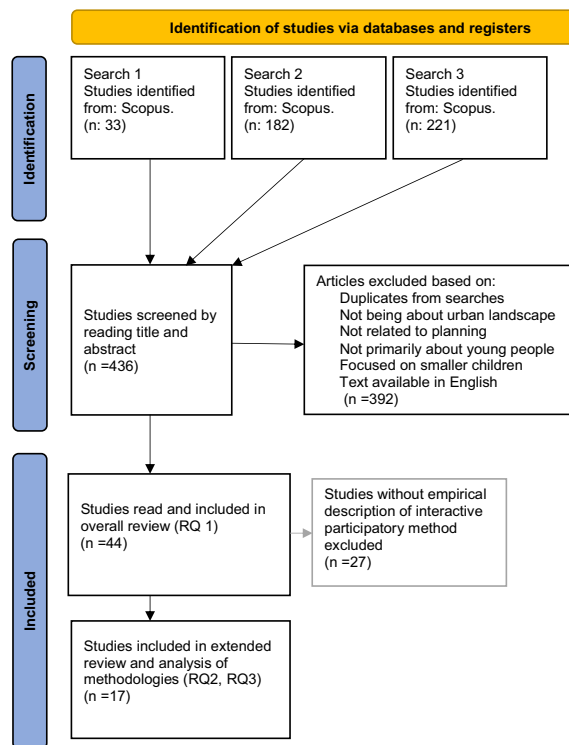 Identification of studies via databases and registers
Identification
Search 1
Studies identified
from: Scopus.
(n: 33)
Search 2
Studies identified
from: Scopus.
(n: 182)
Search 3
Studies identified
from: Scopus.
(n: 221)
Screening
Studies screened by
reading title and
abstract
(n =436)
Articles excluded based on:
Duplicates from searches
Not being about urban landscape
Not related to planning
Not primarily about young people
Focused on smaller children
Text available in English
(n =392)
Included
Studies read and included in
overall review (RQ 1)
(n =44)
Studies without empirical
description of interactive
participatory method
excluded
(n =27)
Studies included in extended
review and analysis of
methodologies (RQ2, RQ3)
(n =17)